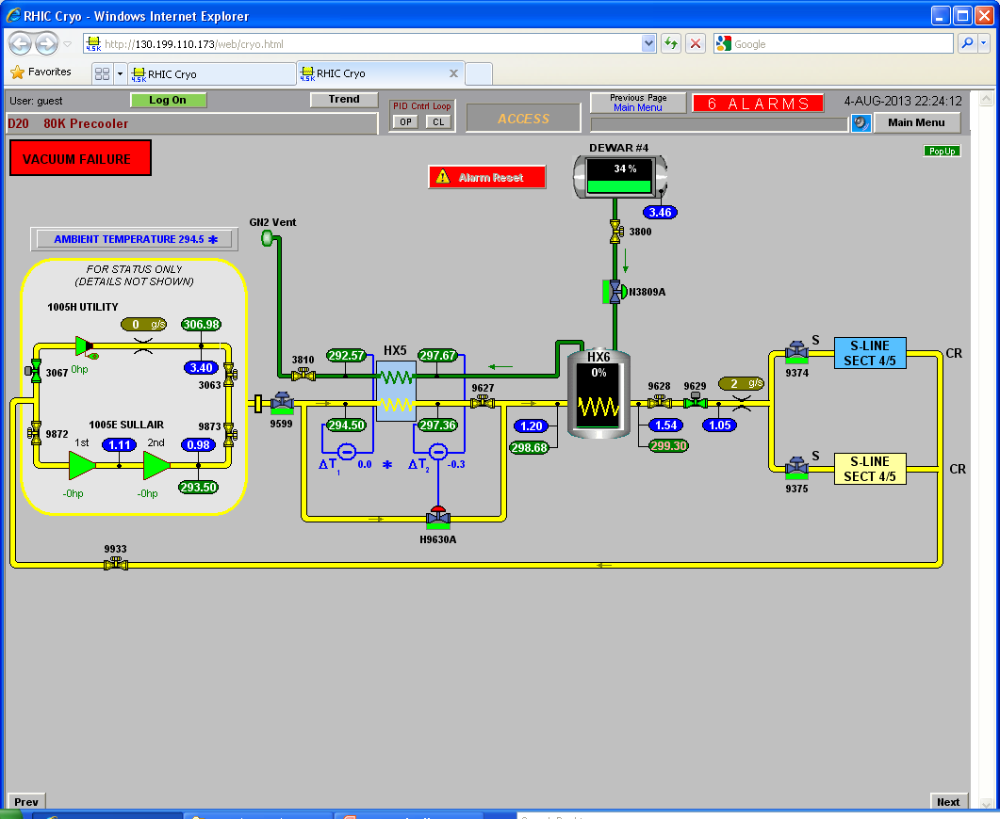 RHIC Cryo - Windows Internet Explorer
4.5K http://130.199.110.173/web/cryo.html
Google
Favorites
4.5K RHIC Cryo
4.5K RHIC Cryo
User: guest
Log On
Trend
PID Cntrl Loop
OP CL
ACCESS
Previous Page
Main Menu
6 ALARMS
4-AUG-2013 22:24:12
D20 80K Precooler
Main Menu
VACUUM FAILURE
Alarm Reset
DEWAR #4
34 %
3.46
PopUp
3800
GN2 Vent
AMBIENT TEMPERATURE 294.5 *
N3809A
FOR STATUS ONLY
(DETAILS NOT SHOWN)
1005H UTILITY
0 g/s
306.98
3067
0hp
3.40
3063
9872
1005E SULLAIR
9873
1st
1.11
2nd
0.98
-0hp
-0hp
293.50
9599
3810
292.57
HX5
297.67
9627
294.50
297.36
ΔT1
0.0 *
ΔT2
-0.3
H9630A
HX6
0%
1.20
298.68
9628
9629
2 g/s
1.54
1.05
299.30
S
9374
S-LINE
SECT 4/5
CR
S
9375
S-LINE
SECT 4/5
CR
9933
Prev
Next